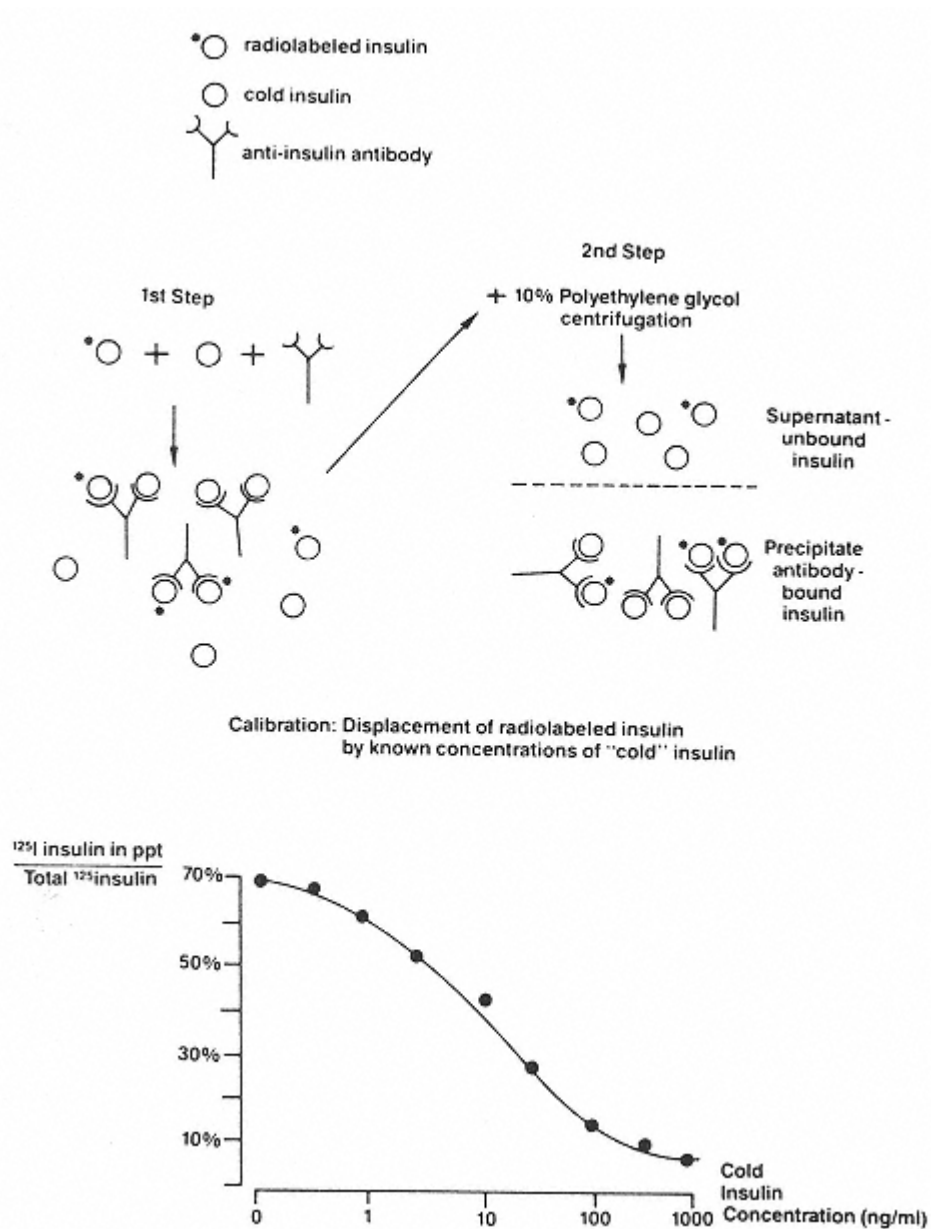 radiolabeled insulin
cold insulin
anti-insulin antibody
1st Step
+ +
2nd Step
+ 10% Polyethylene glycol
centrifugation
Supernatant-
unbound
insulin
Precipitate
antibody-
bound
insulin
Calibration: Displacement of radiolabeled insulin
by known concentrations of "cold" insulin
¹²⁵I insulin in ppt
Total ¹²⁵insulin
70%
50%
30%
10%
0 1 10 100 1000
Cold
Insulin
Concentration (ng/ml)